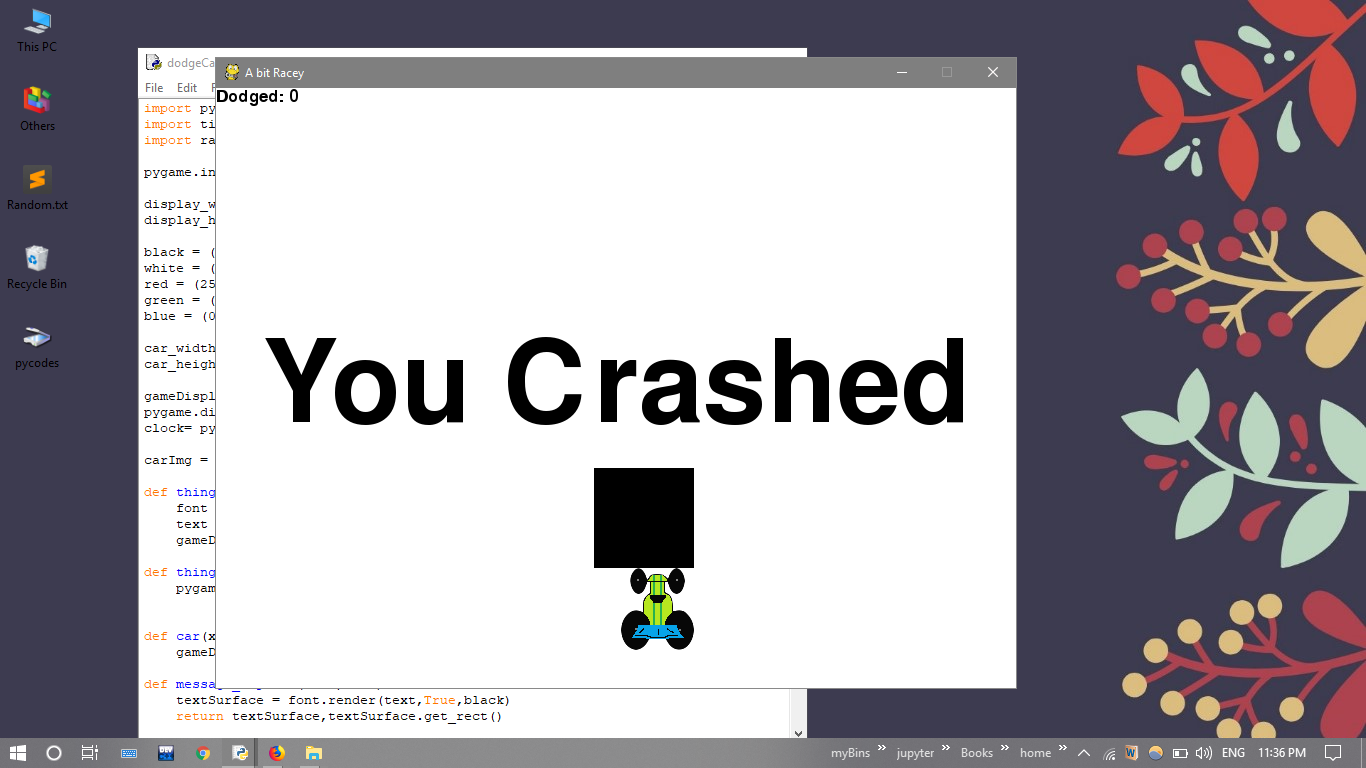 This PC
Others
Random.txt
Recycle Bin
pycodes
dodgeCa
File Edit
A bit Racey
Dodged: 0
import py
import ti
import ra
pygame.in
display_w
display_h
black = (
white = (
red = (25
green = (
blue = (0
car_width
car_heigh
gameDispl
pygame.di
clock= py
carImg =
def thing
font
text
gameD
def thing
pygam
def car(x
gameD
def messa
textSurface = font.render(text,True,black)
return textSurface,textSurface.get_rect()
You Crashed
myBins » jupyter » Books » home » ENG 11:36 PM